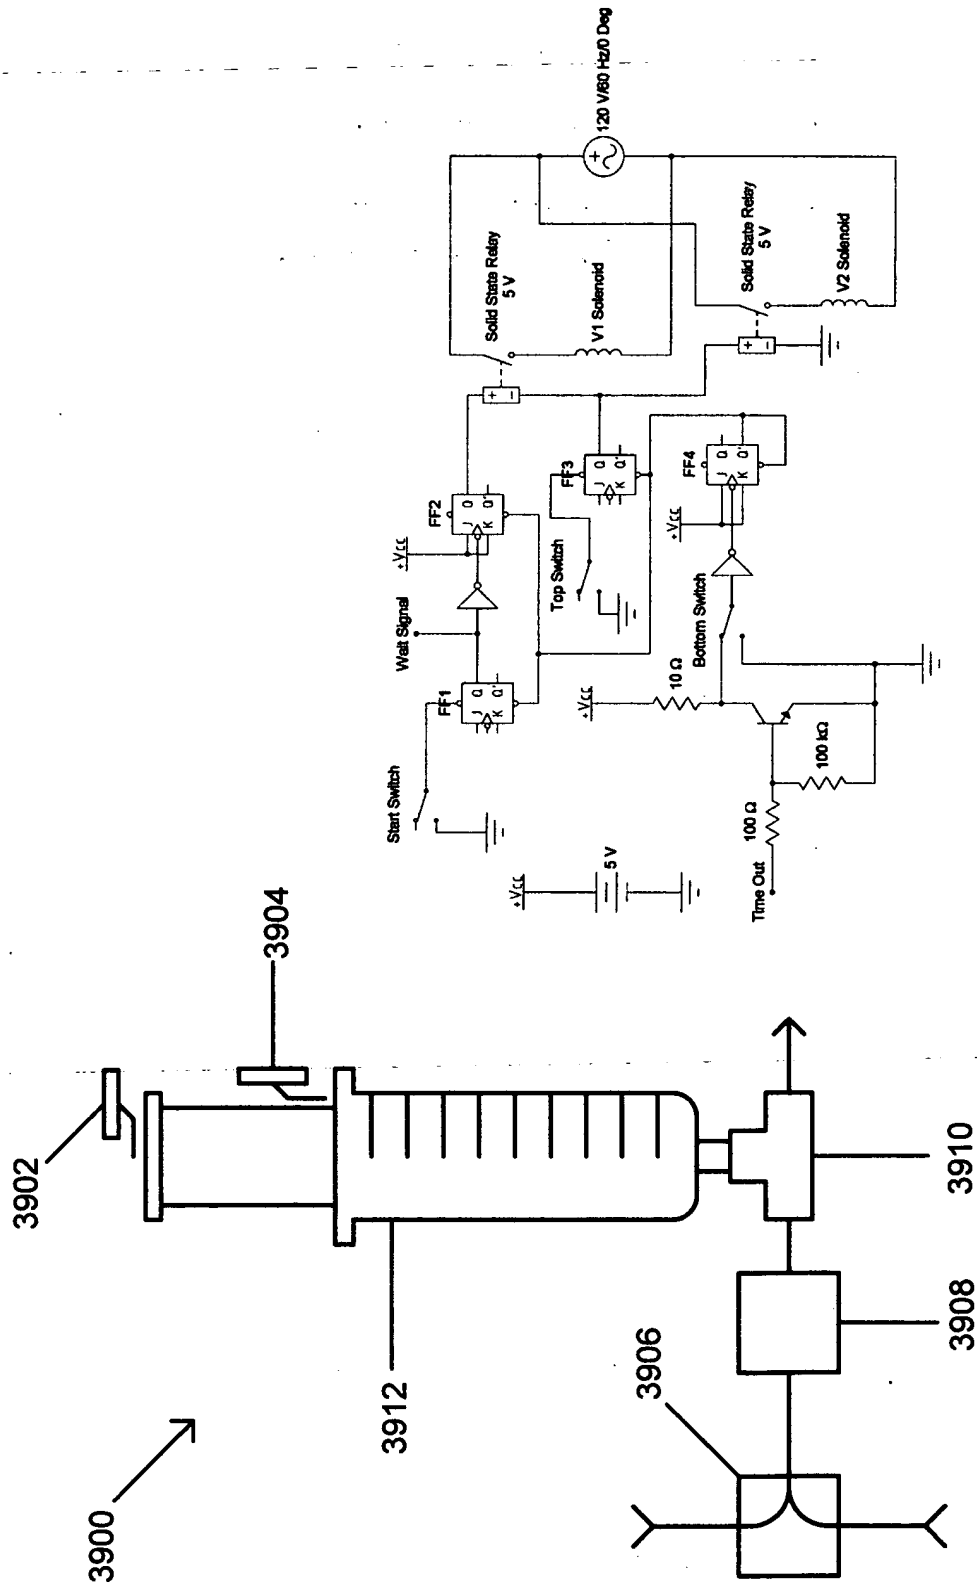 3900
3902
3904
3906
3908
3910
3912
Start Switch
FF1
J Q
K Q'
Wait Signal
+Vcc
FF2
J Q
K Q'
Solid State Relay
5 V
+ -
V1 Solenoid
120 V/60 Hz/0 Deg
+
Top Switch
FF3
J Q
K Q'
Solid State Relay
5 V
+ -
V2 Solenoid
+Vcc
FF4
J Q
K Q'
Bottom Switch
+Vcc
10 Ω
100 kΩ
100 Ω
Time Out
+Vcc
5 V